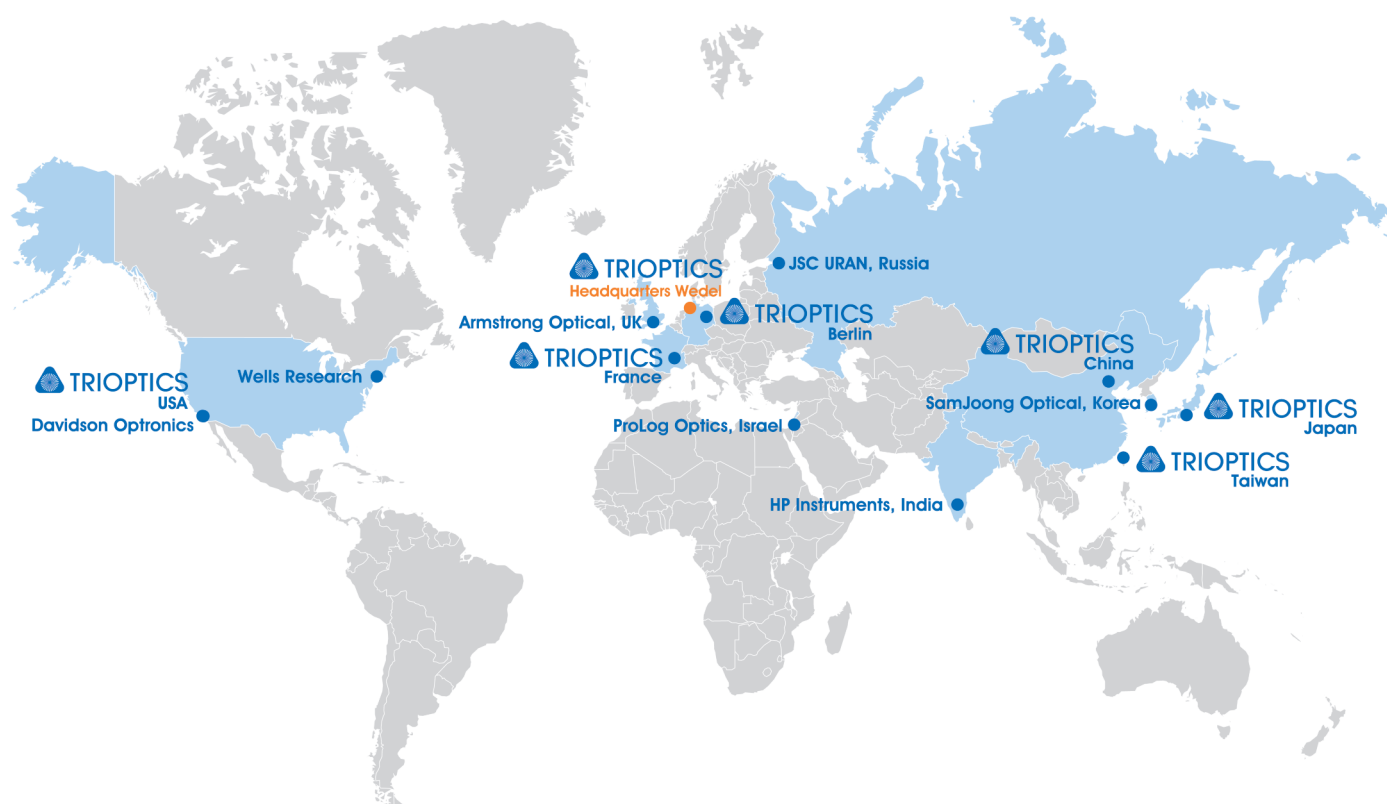 TRIOPTICS
Headquarters Wedel
JSC URAN, Russia
Armstrong Optical, UK
TRIOPTICS
Berlin
TRIOPTICS
France
TRIOPTICS
China
TRIOPTICS
USA
Davidson Optronics
Wells Research
SamJoong Optical, Korea
TRIOPTICS
Japan
ProLog Optics, Israel
TRIOPTICS
Taiwan
HP Instruments, India